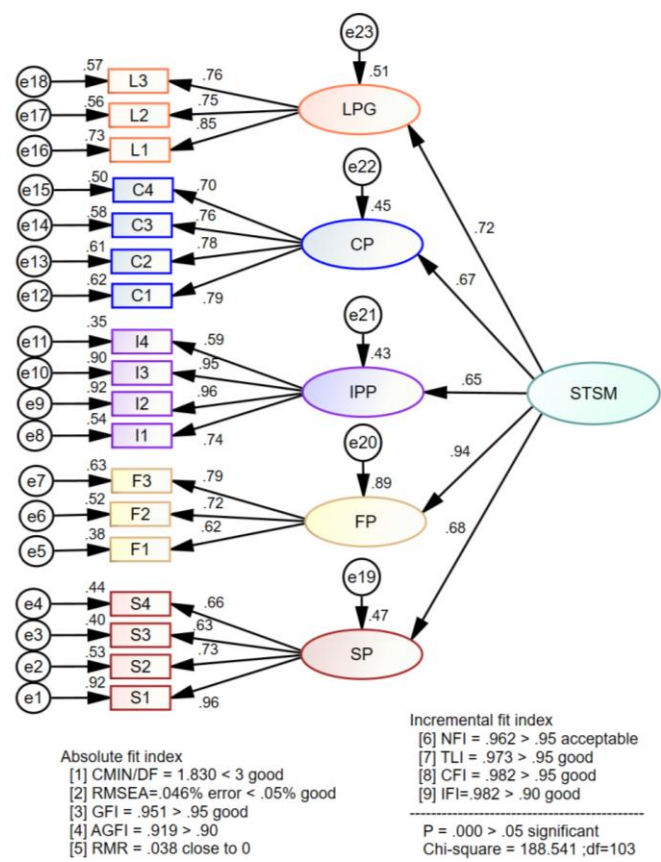 e23
.51
LPG
e18
.57
L3
.76
e17
.56
L2
.75
e16
.73
L1
.85
e22
.45
CP
e15
.50
C4
.70
e14
.58
C3
.76
e13
.61
C2
.78
e12
.62
C1
.79
.72
.67
e21
.43
IPP
e11
.35
I4
.59
e10
.90
I3
.95
e9
.92
I2
.96
e8
.54
I1
.74
.65
STSM
e20
.89
FP
e7
.63
F3
.79
e6
.52
F2
.72
e5
.38
F1
.62
.94
.68
e19
.47
SP
e4
.44
S4
.66
e3
.40
S3
.63
e2
.53
S2
.73
e1
.92
S1
.96
Absolute fit index
[1] CMIN/DF = 1.830 < 3 good
[2] RMSEA=.046% error < .05% good
[3] GFI = .951 > .95 good
[4] AGFI = .919 > .90
[5] RMR = .038 close to 0
Incremental fit index
[6] NFI = .962 > .95 acceptable
[7] TLI = .973 > .95 good
[8] CFI = .982 > .95 good
[9] IFI=.982 > .90 good
P = .000 > .05 significant
Chi-square = 188.541 ;df=103